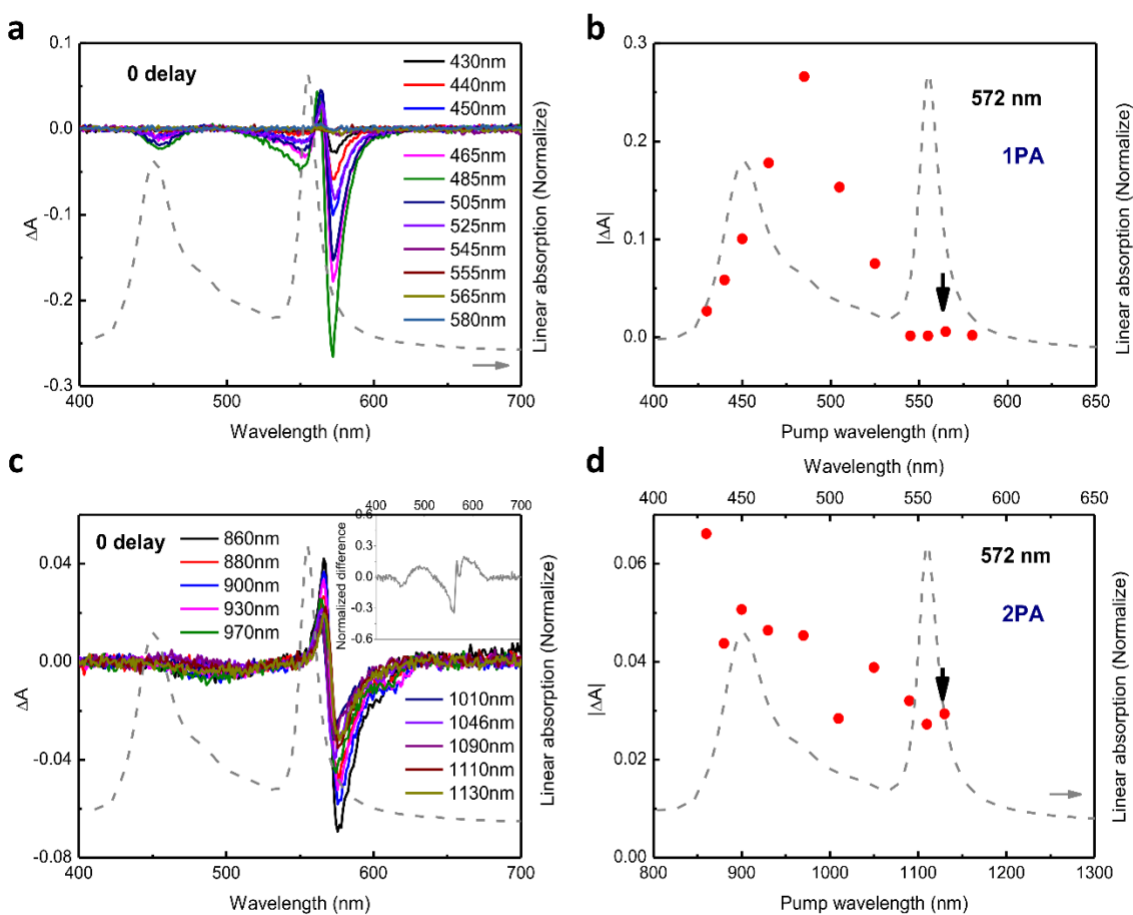 a
0.1
0.0
-0.1
-0.2
-0.3
ΔA
0 delay
430nm
440nm
450nm
465nm
485nm
505nm
525nm
545nm
555nm
565nm
580nm
Linear absorption (Normalize)
400
500
600
700
Wavelength (nm)
b
0.3
0.2
0.1
0.0
|ΔA|
572 nm
1PA
Linear absorption (Normalize)
400
450
500
550
600
650
Pump wavelength (nm)
c
0.04
0.00
-0.04
-0.08
ΔA
0 delay
860nm
880nm
900nm
930nm
970nm
400
500
600
700
0.6
0.3
0.0
-0.3
-0.6
Normalized difference
1010nm
1046nm
1090nm
1110nm
1130nm
Linear absorption (Normalize)
400
500
600
700
Wavelength (nm)
d
Wavelength (nm)
400
450
500
550
600
650
0.06
0.04
0.02
0.00
|ΔA|
572 nm
2PA
Linear absorption (Normalize)
800
900
1000
1100
1200
1300
Pump wavelength (nm)